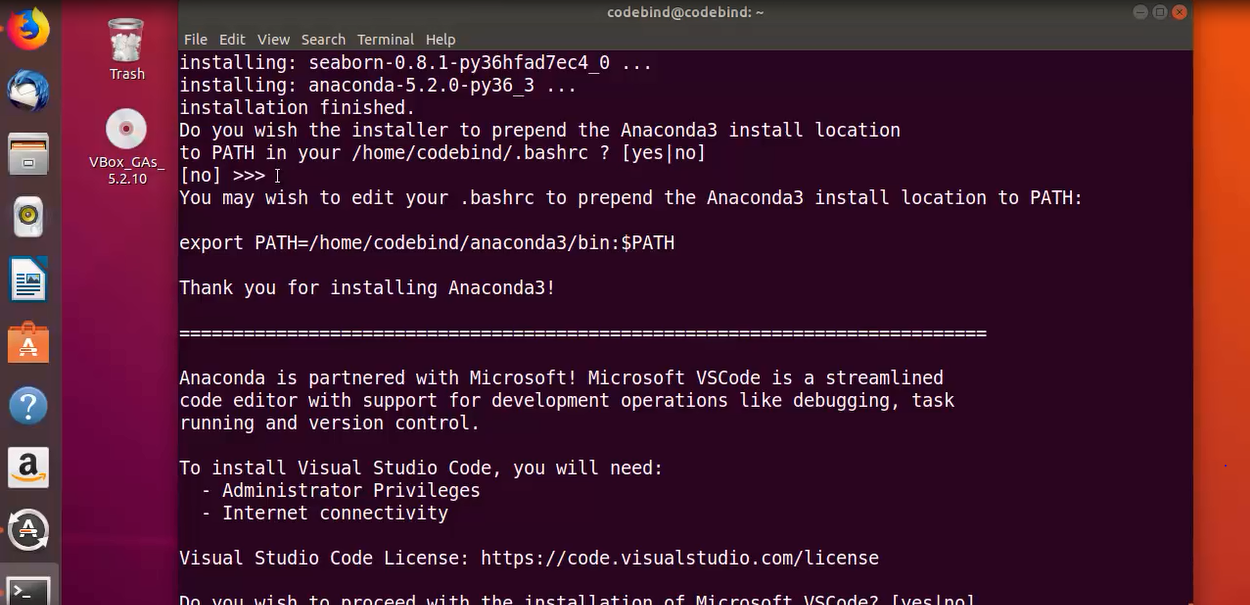 codebind@codebind: ~
File Edit View Search Terminal Help
Trash
VBox_GAs_
5.2.10
installing: seaborn-0.8.1-py36hfad7ec4_0 ...
installing: anaconda-5.2.0-py36_3 ...
installation finished.
Do you wish the installer to prepend the Anaconda3 install location
to PATH in your /home/codebind/.bashrc ? [yes|no]
[no] >>>
You may wish to edit your .bashrc to prepend the Anaconda3 install location to PATH:
export PATH=/home/codebind/anaconda3/bin:$PATH
Thank you for installing Anaconda3!
===========================================================================
Anaconda is partnered with Microsoft! Microsoft VSCode is a streamlined
code editor with support for development operations like debugging, task
running and version control.
To install Visual Studio Code, you will need:
- Administrator Privileges
- Internet connectivity
Visual Studio Code License: https://code.visualstudio.com/license
Do you wish to proceed with the installation of Microsoft VSCode? [yes|no]